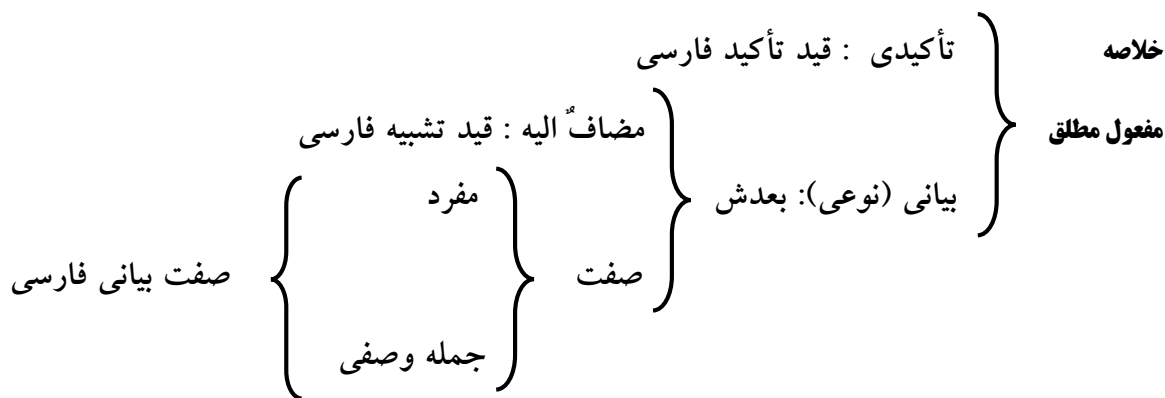 خلاصه
تأکیدی : قید تأکید فارسی
مفعول مطلق
مضافٌ الیه : قید تشبیه فارسی
بیانی (نوعی): بعدش
مفرد
صفت
صفت بیانی فارسی
جمله وصفی